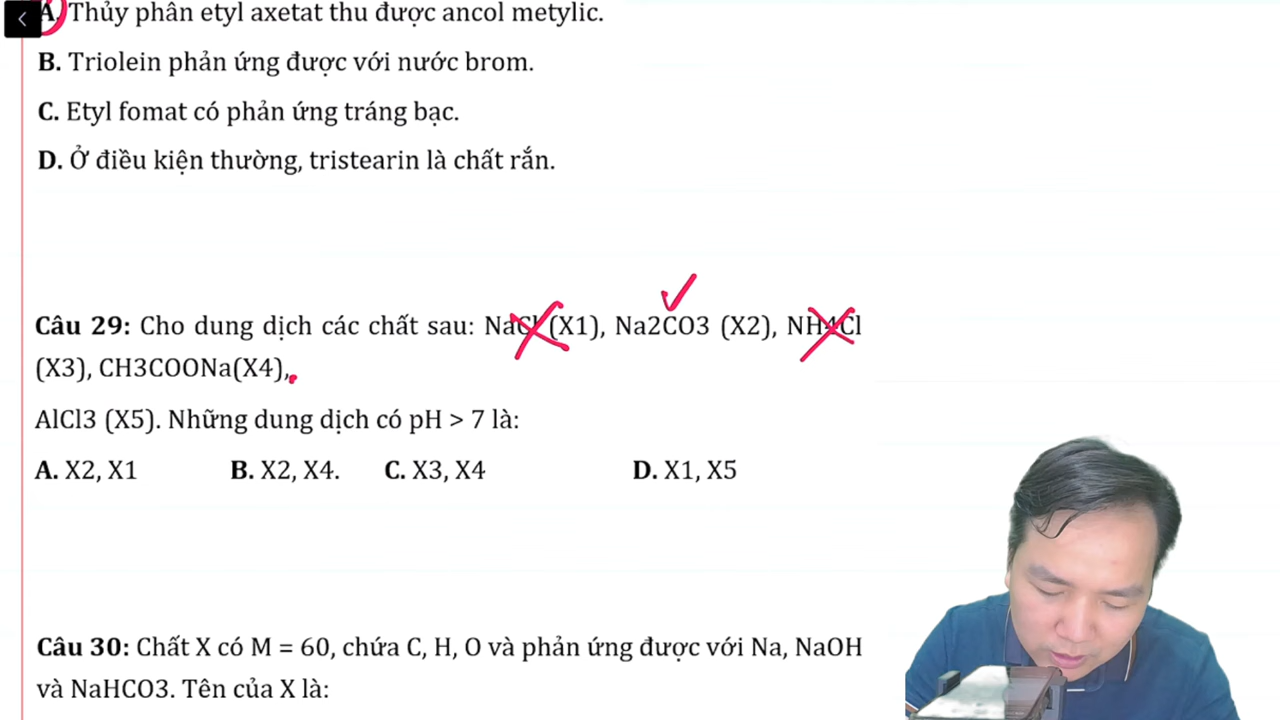 A. Thủy phân etyl axetat thu được ancol metylic.
B. Triolein phản ứng được với nước brom.
C. Etyl fomat có phản ứng tráng bạc.
D. Ở điều kiện thường, tristearin là chất rắn.
Câu 29: Cho dung dịch các chất sau: NaCl (X1), Na2CO3 (X2), NH4Cl
(X3), CH3COONa(X4),
AlCl3 (X5). Những dung dịch có pH > 7 là:
A. X2, X1 B. X2, X4. C. X3, X4 D. X1, X5
Câu 30: Chất X có M = 60, chứa C, H, O và phản ứng được với Na, NaOH
và NaHCO3. Tên của X là: